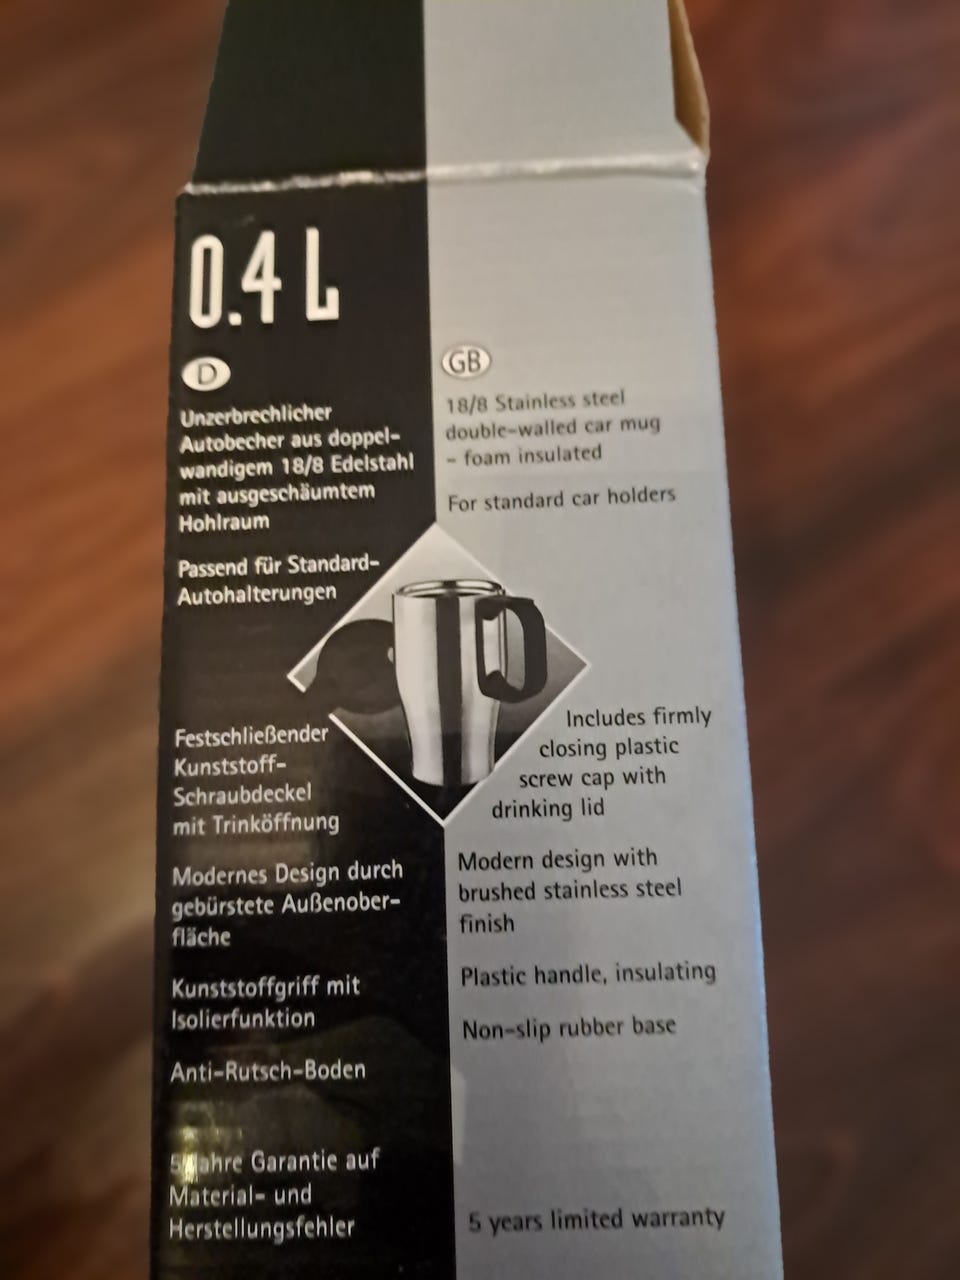 0.4 L
D
Unzerbrechlicher
Autobecher aus doppel-
wandigem 18/8 Edelstahl
mit ausgeschäumtem
Hohlraum
Passend für Standard-
Autohalterungen
Festschließender
Kunststoff-
Schraubdeckel
mit Trinköffnung
Modernes Design durch
gebürstete Außenober-
fläche
Kunststoffgriff mit
Isolierfunktion
Anti-Rutsch-Boden
5 Jahre Garantie auf
Material- und
Herstellungsfehler
GB
18/8 Stainless steel
double-walled car mug
- foam insulated
For standard car holders
Includes firmly
closing plastic
screw cap with
drinking lid
Modern design with
brushed stainless steel
finish
Plastic handle, insulating
Non-slip rubber base
5 years limited warranty